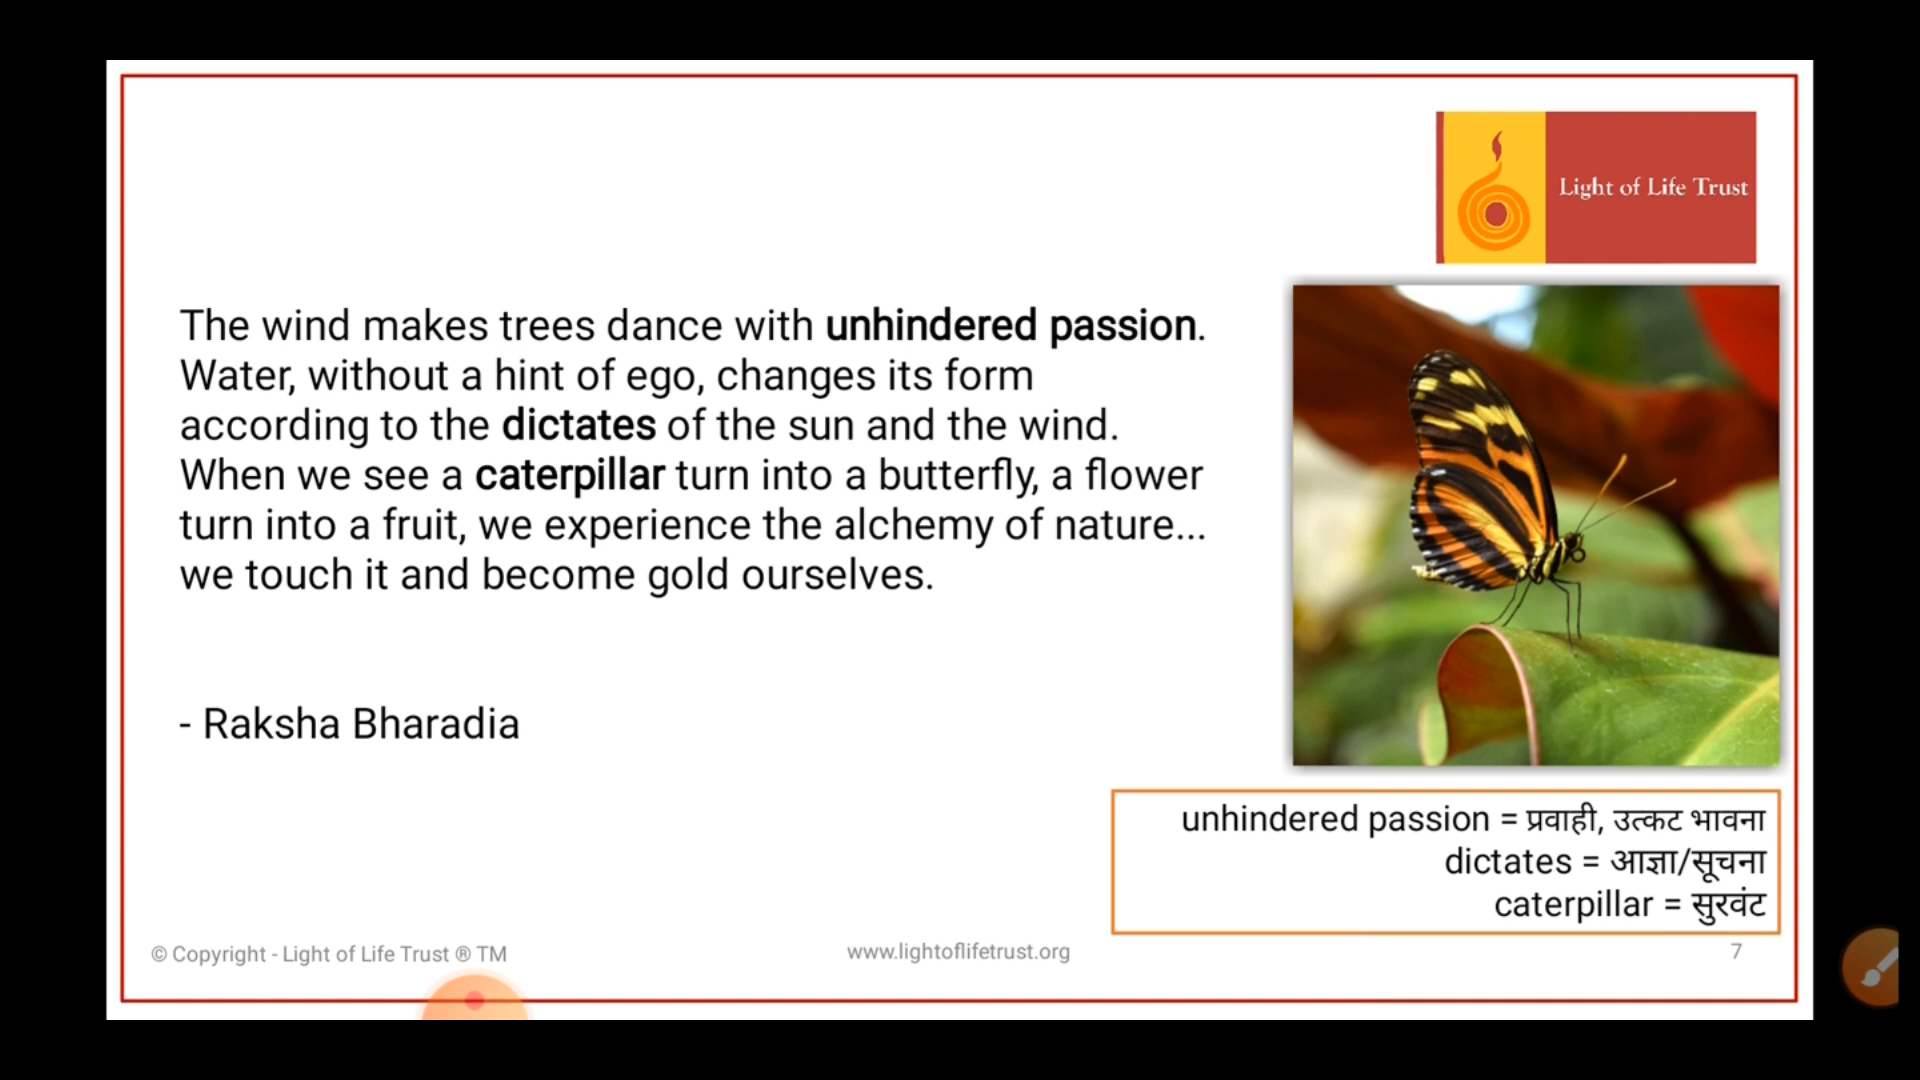 Light of Life Trust
The wind makes trees dance with unhindered passion.
Water, without a hint of ego, changes its form
according to the dictates of the sun and the wind.
When we see a caterpillar turn into a butterfly, a flower
turn into a fruit, we experience the alchemy of nature...
we touch it and become gold ourselves.
- Raksha Bharadia
unhindered passion = प्रवाही, उत्कट भावना
dictates = आज्ञा/सूचना
caterpillar = सुरवंट
© Copyright - Light of Life Trust ® TM
www.lightoflifetrust.org
7